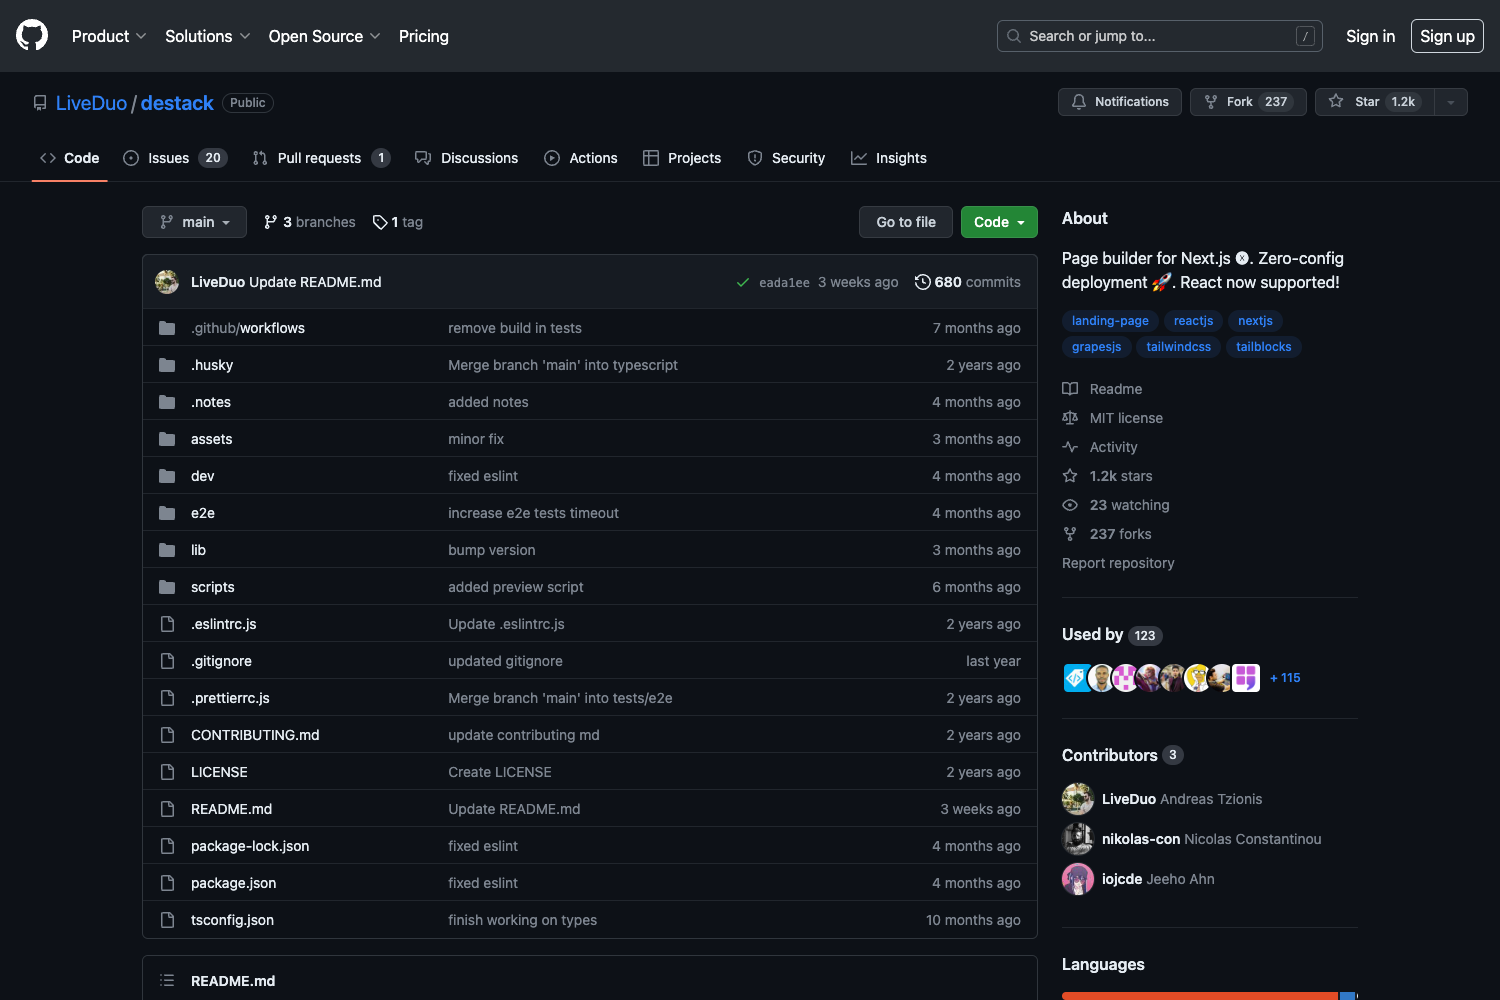 Product Solutions Open Source Pricing Search or jump to... / Sign in Sign up
LiveDuo / destack Public Notifications Fork 237 Star 1.2k
Code Issues 20 Pull requests 1 Discussions Actions Projects Security Insights
main 3 branches 1 tag Go to file Code
LiveDuo Update README.md eada1ee 3 weeks ago 680 commits
.github/workflows remove build in tests 7 months ago
.husky Merge branch 'main' into typescript 2 years ago
.notes added notes 4 months ago
assets minor fix 3 months ago
dev fixed eslint 4 months ago
e2e increase e2e tests timeout 4 months ago
lib bump version 3 months ago
scripts added preview script 6 months ago
.eslintrc.js Update .eslintrc.js 2 years ago
.gitignore updated gitignore last year
.prettierrc.js Merge branch 'main' into tests/e2e 2 years ago
CONTRIBUTING.md update contributing md 2 years ago
LICENSE Create LICENSE 2 years ago
README.md Update README.md 3 weeks ago
package-lock.json fixed eslint 4 months ago
package.json fixed eslint 4 months ago
tsconfig.json finish working on types 10 months ago
README.md
About
Page builder for Next.js 🅧. Zero-config
deployment 🚀. React now supported!
landing-page reactjs nextjs
grapesjs tailwindcss tailblocks
Readme
MIT license
Activity
1.2k stars
23 watching
237 forks
Report repository
Used by 123
+ 115
Contributors 3
LiveDuo Andreas Tzionis
nikolas-con Nicolas Constantinou
iojcde Jeeho Ahn
Languages